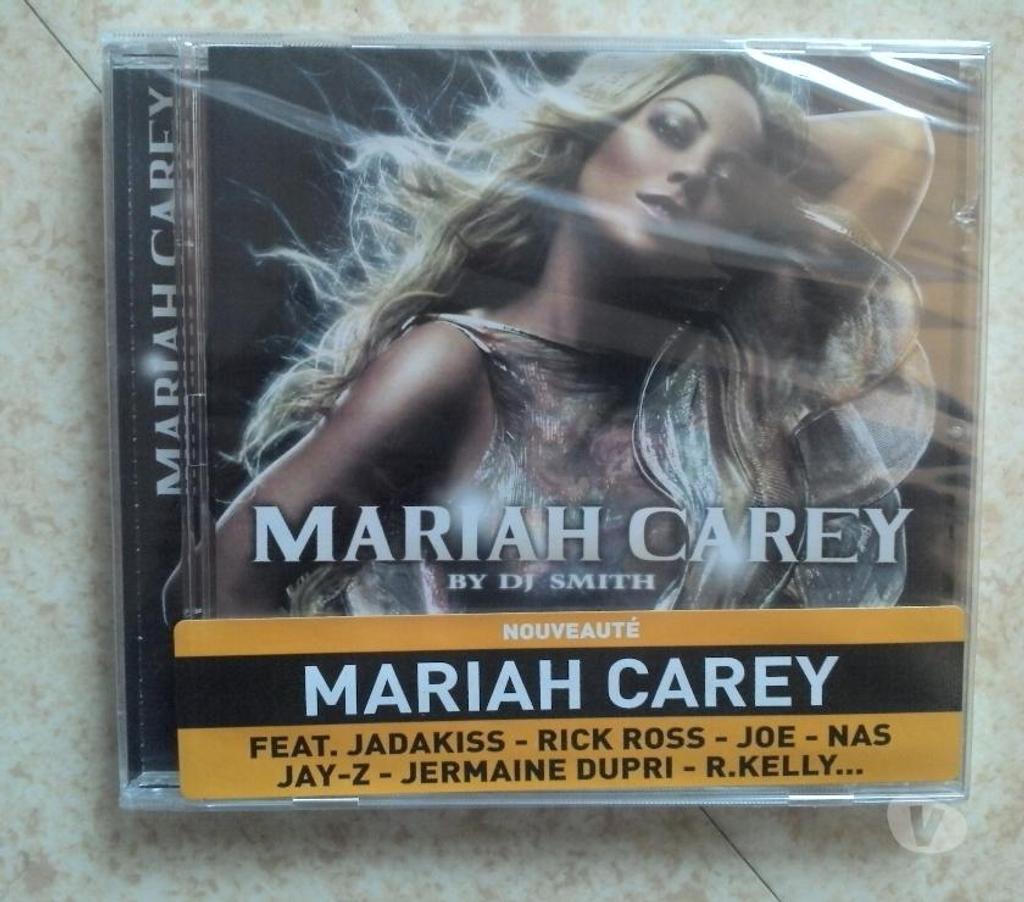 MARIAH CAREY
MARIAH CAREY
BY DJ SMITH
NOUVEAUTÉ
MARIAH CAREY
FEAT. JADAKISS - RICK ROSS - JOE - NAS
JAY-Z - JERMAINE DUPRI - R.KELLY...
V